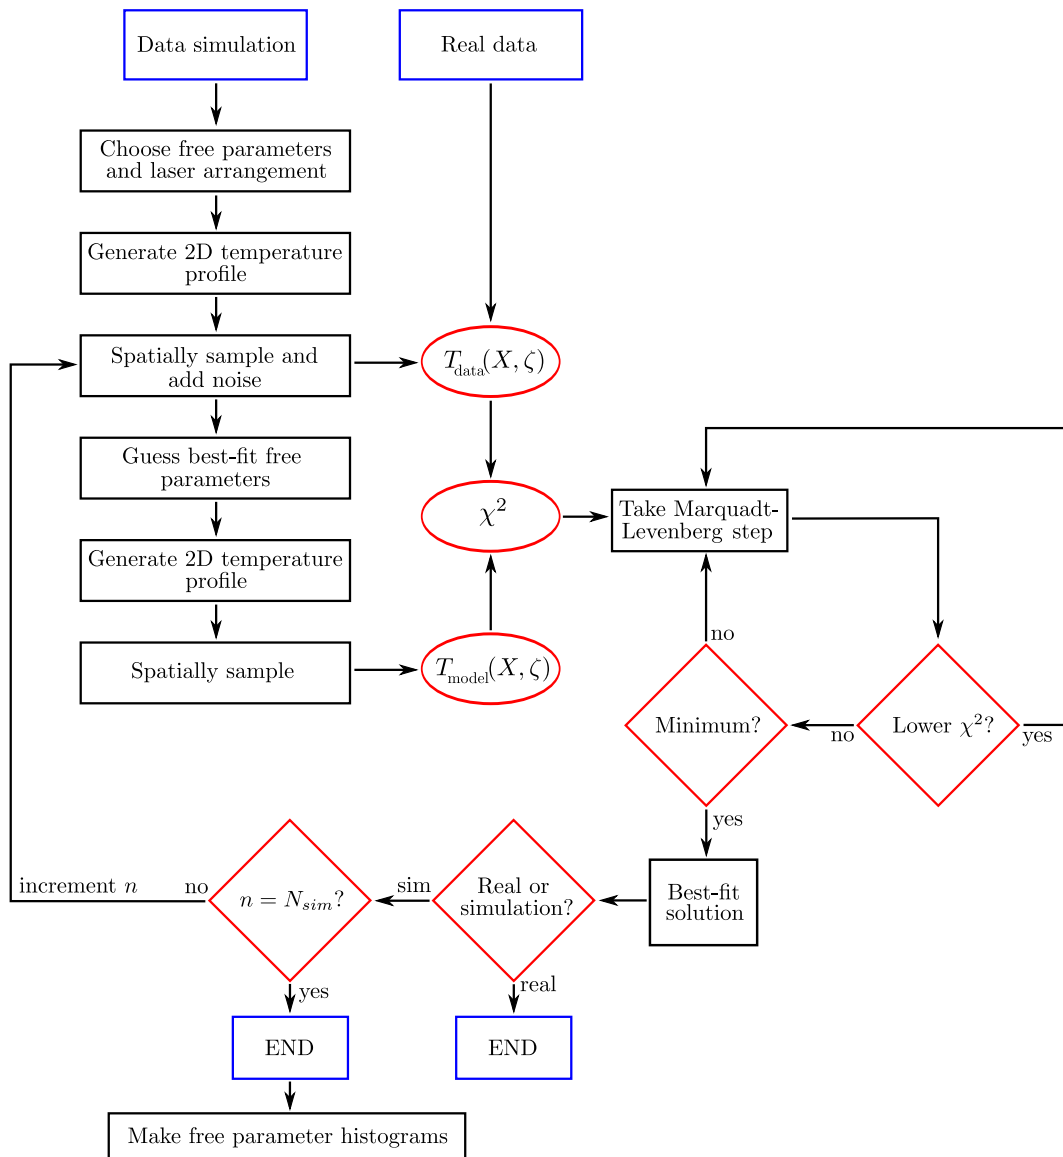 Data simulation
Real data
Choose free parameters
and laser arrangement
Generate 2D temperature
profile
Spatially sample and
add noise
T_data(X, ζ)
Guess best-fit free
parameters
χ²
Take Marquadt-
Levenberg step
Generate 2D temperature
profile
no
Spatially sample
T_model(X, ζ)
Minimum?
no
Lower χ²?
yes
yes
increment n
no
n = N_sim?
sim
Real or
simulation?
Best-fit
solution
yes
real
END
END
Make free parameter histograms